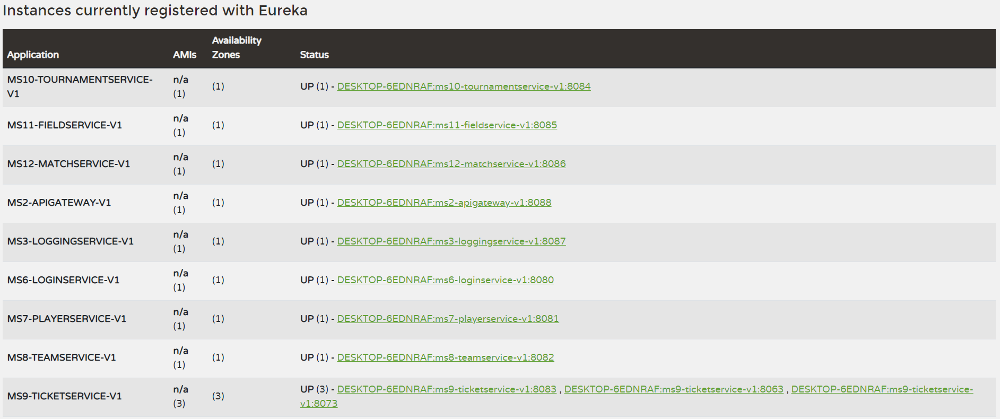 Instances currently registered with Eureka
Application AMIs Availability Zones Status
MS10-TOURNAMENTSERVICE-V1 n/a (1) (1) UP (1) - DESKTOP-6EDNRAF:ms10-tournamentservice-v1:8084
MS11-FIELDSERVICE-V1 n/a (1) (1) UP (1) - DESKTOP-6EDNRAF:ms11-fieldservice-v1:8085
MS12-MATCHSERVICE-V1 n/a (1) (1) UP (1) - DESKTOP-6EDNRAF:ms12-matchservice-v1:8086
MS2-APIGATEWAY-V1 n/a (1) (1) UP (1) - DESKTOP-6EDNRAF:ms2-apigateway-v1:8088
MS3-LOGGINGSERVICE-V1 n/a (1) (1) UP (1) - DESKTOP-6EDNRAF:ms3-loggingservice-v1:8087
MS6-LOGINSERVICE-V1 n/a (1) (1) UP (1) - DESKTOP-6EDNRAF:ms6-loginservice-v1:8080
MS7-PLAYERSERVICE-V1 n/a (1) (1) UP (1) - DESKTOP-6EDNRAF:ms7-playerservice-v1:8081
MS8-TEAMSERVICE-V1 n/a (1) (1) UP (1) - DESKTOP-6EDNRAF:ms8-teamservice-v1:8082
MS9-TICKETSERVICE-V1 n/a (3) (3) UP (3) - DESKTOP-6EDNRAF:ms9-ticketservice-v1:8083 , DESKTOP-6EDNRAF:ms9-ticketservice-v1:8063 , DESKTOP-6EDNRAF:ms9-ticketservice-
v1:8073